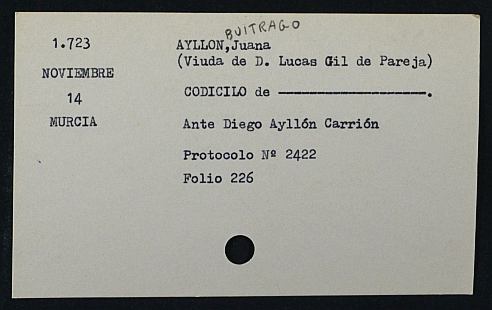 BUITRAGO
1.723
AYLLON,Juana
(Viuda de D. Lucas Gil de Pareja)
NOVIEMBRE
14
CODICILO de ------------------.
MURCIA
Ante Diego Ayllón Carrión
Protocolo Nº 2422
Folio 226